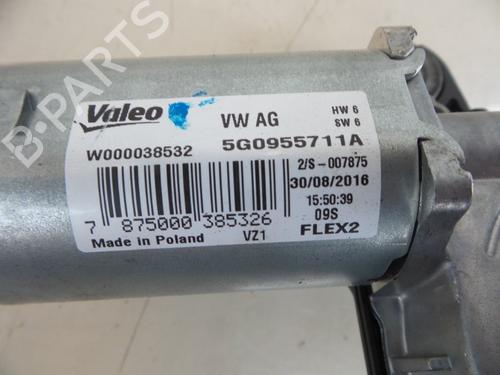 B-PARTS
Valeo VW AG HW 6
SW 6
W000038532 5G0955711A
2/S-007875
30/08/2016
15:50:39
7 875000 385326 09S
Made in Poland VZ1 FLEX2